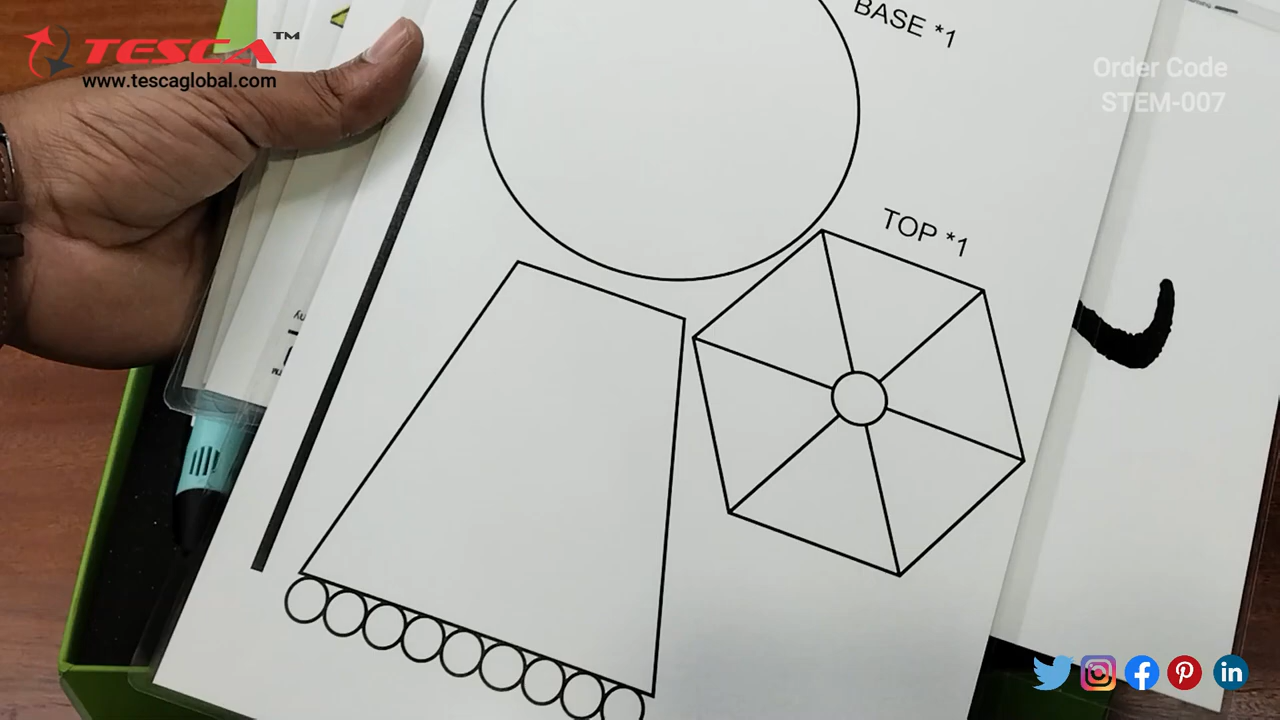 TESCA™
www.tescaglobal.com
BASE *1
Order Code
STEM-007
TOP *1